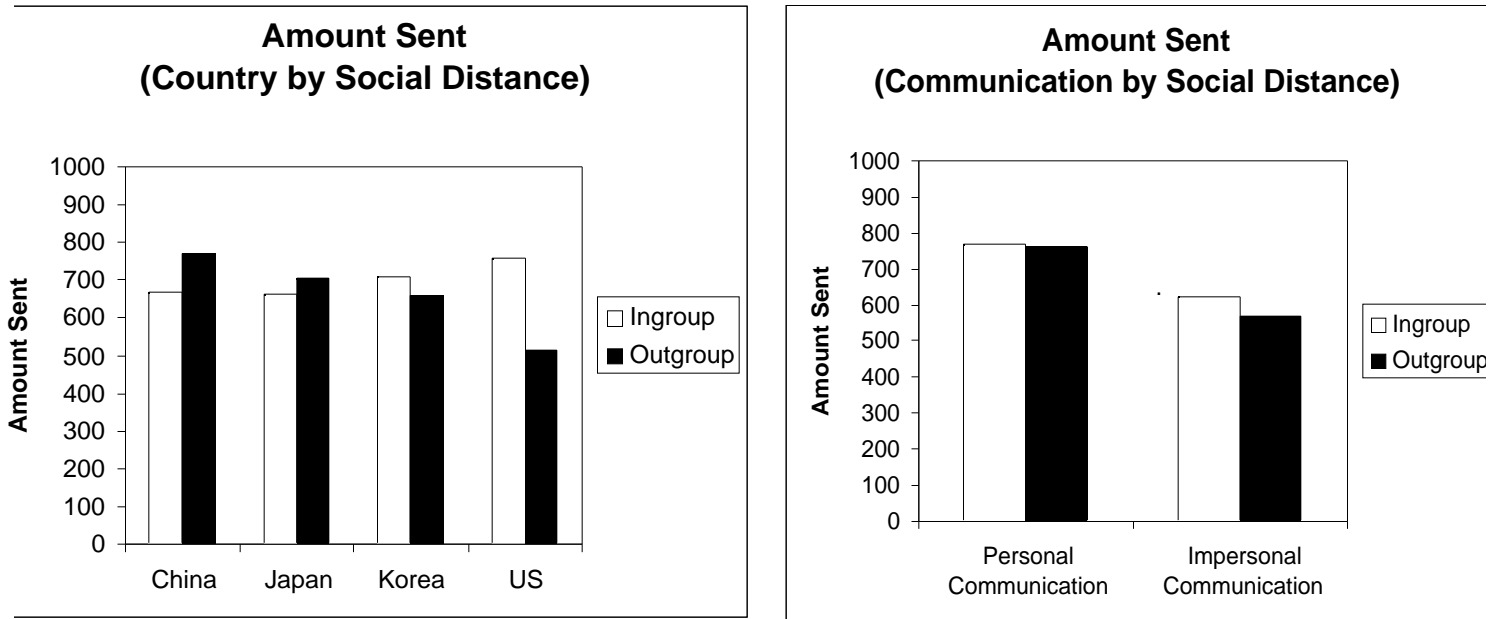 Amount Sent
(Country by Social Distance)
1000
900
800
700
600
500
400
300
200
100
0
Amount Sent
China Japan Korea US
Ingroup
Outgroup
Amount Sent
(Communication by Social Distance)
1000
900
800
700
600
500
400
300
200
100
0
Amount Sent
Personal Impersonal
Communication Communication
Ingroup
Outgroup